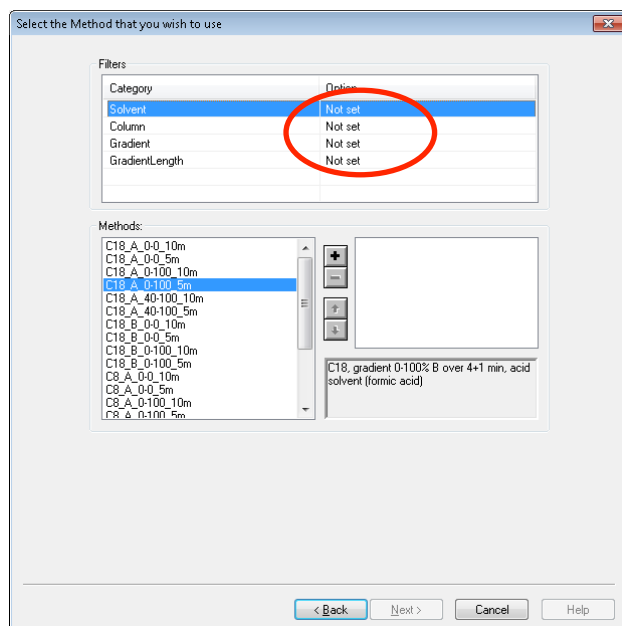 Select the Method that you wish to use
Filters
Category Option
Solvent Not set
Column Not set
Gradient Not set
GradientLength Not set
Methods:
C18_A_0-0_10m
C18_A_0-0_5m
C18_A_0-100_10m
C18_A_0-100_5m
C18_A_40-100_10m
C18_A_40-100_5m
C18_B_0-0_10m
C18_B_0-0_5m
C18_B_0-100_10m
C18_B_0-100_5m
C8_A_0-0_10m
C8_A_0-0_5m
C8_A_0-100_10m
C8_A_0-100_5m
C18, gradient 0-100% B over 4+1 min, acid
solvent (formic acid)
< Back Next > Cancel Help